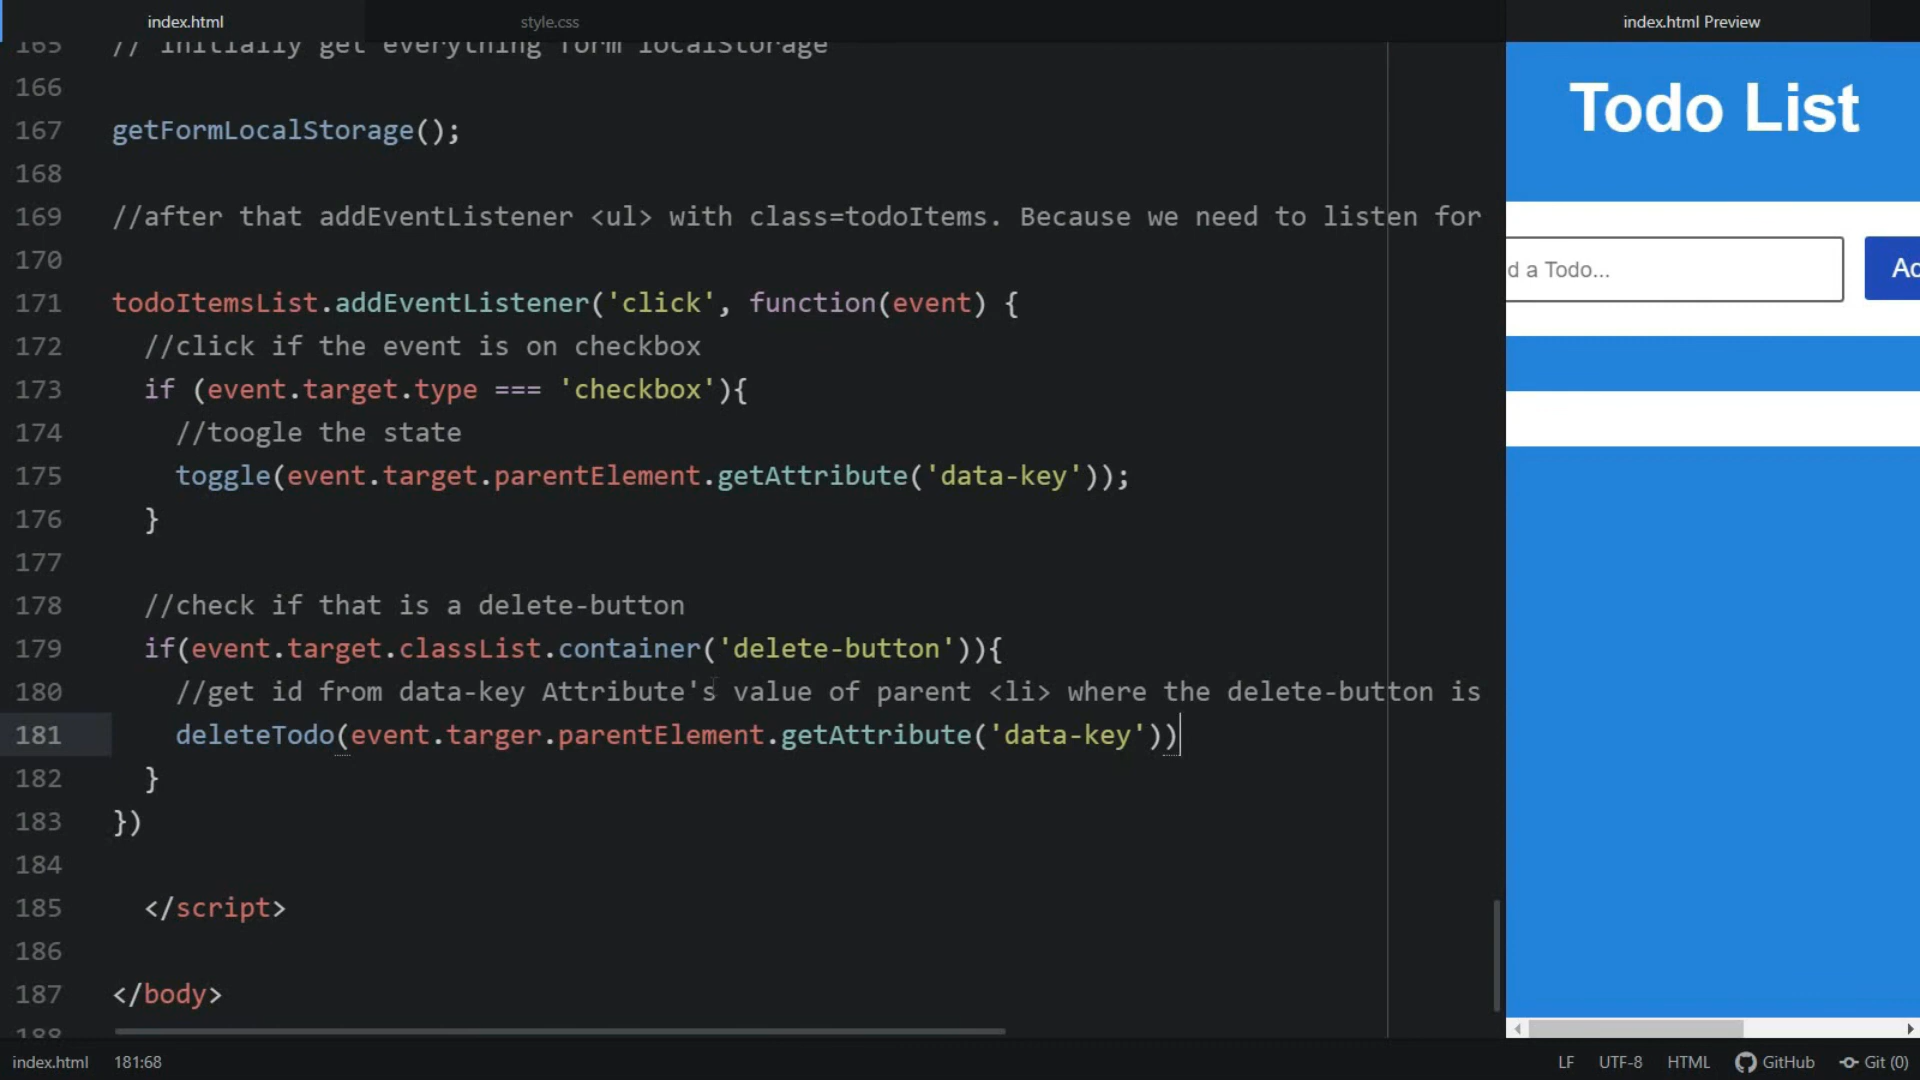 index.html
style.css
index.html Preview
165 // initially get everything form localStorage
166
167 getFormLocalStorage();
168
169 //after that addEventListener <ul> with class=todoItems. Because we need to listen for
170
171 todoItemsList.addEventListener('click', function(event) {
172 //click if the event is on checkbox
173 if (event.target.type === 'checkbox'){
174 //toogle the state
175 toggle(event.target.parentElement.getAttribute('data-key'));
176 }
177
178 //check if that is a delete-button
179 if(event.target.classList.container('delete-button')){
180 //get id from data-key Attribute's value of parent <li> where the delete-button is
181 deleteTodo(event.targer.parentElement.getAttribute('data-key'))
182 }
183 })
184
185 </script>
186
187 </body>
188
Todo List
d a Todo...
Ad
index.html 181:68
LF UTF-8 HTML GitHub Git (0)